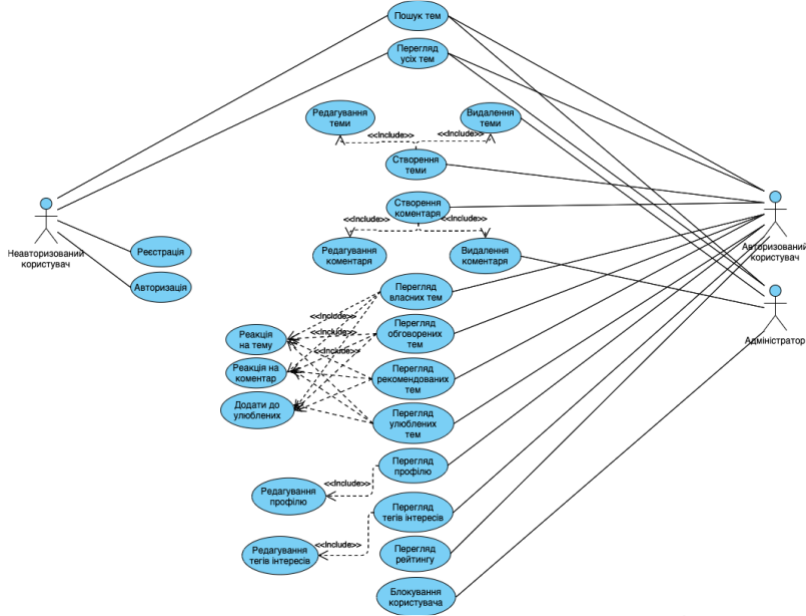 Пошук тем
Перегляд
усіх тем
Редагування
теми
Видалення
теми
<<Include>>
<<Include>>
Створення
теми
Створення
коментаря
<<Include>>
<<Include>>
Неавторизований
користувач
Авторизований
користувач
Реєстрація
Редагування
коментаря
Видалення
коментаря
Авторизація
Перегляд
власних тем
<<Include>>
Реакція
на тему
<<Include>>
Перегляд
обговорених
тем
Адміністратор
<<Include>>
Реакція на
коментар
Перегляд
рекомендованих
тем
Додати до
улюблених
Перегляд
улюблених
тем
Перегляд
профілю
<<Include>>
Редагування
профілю
Перегляд
тегів інтересів
<<Include>>
Редагування
тегів інтересів
Перегляд
рейтингу
Блокування
користувача